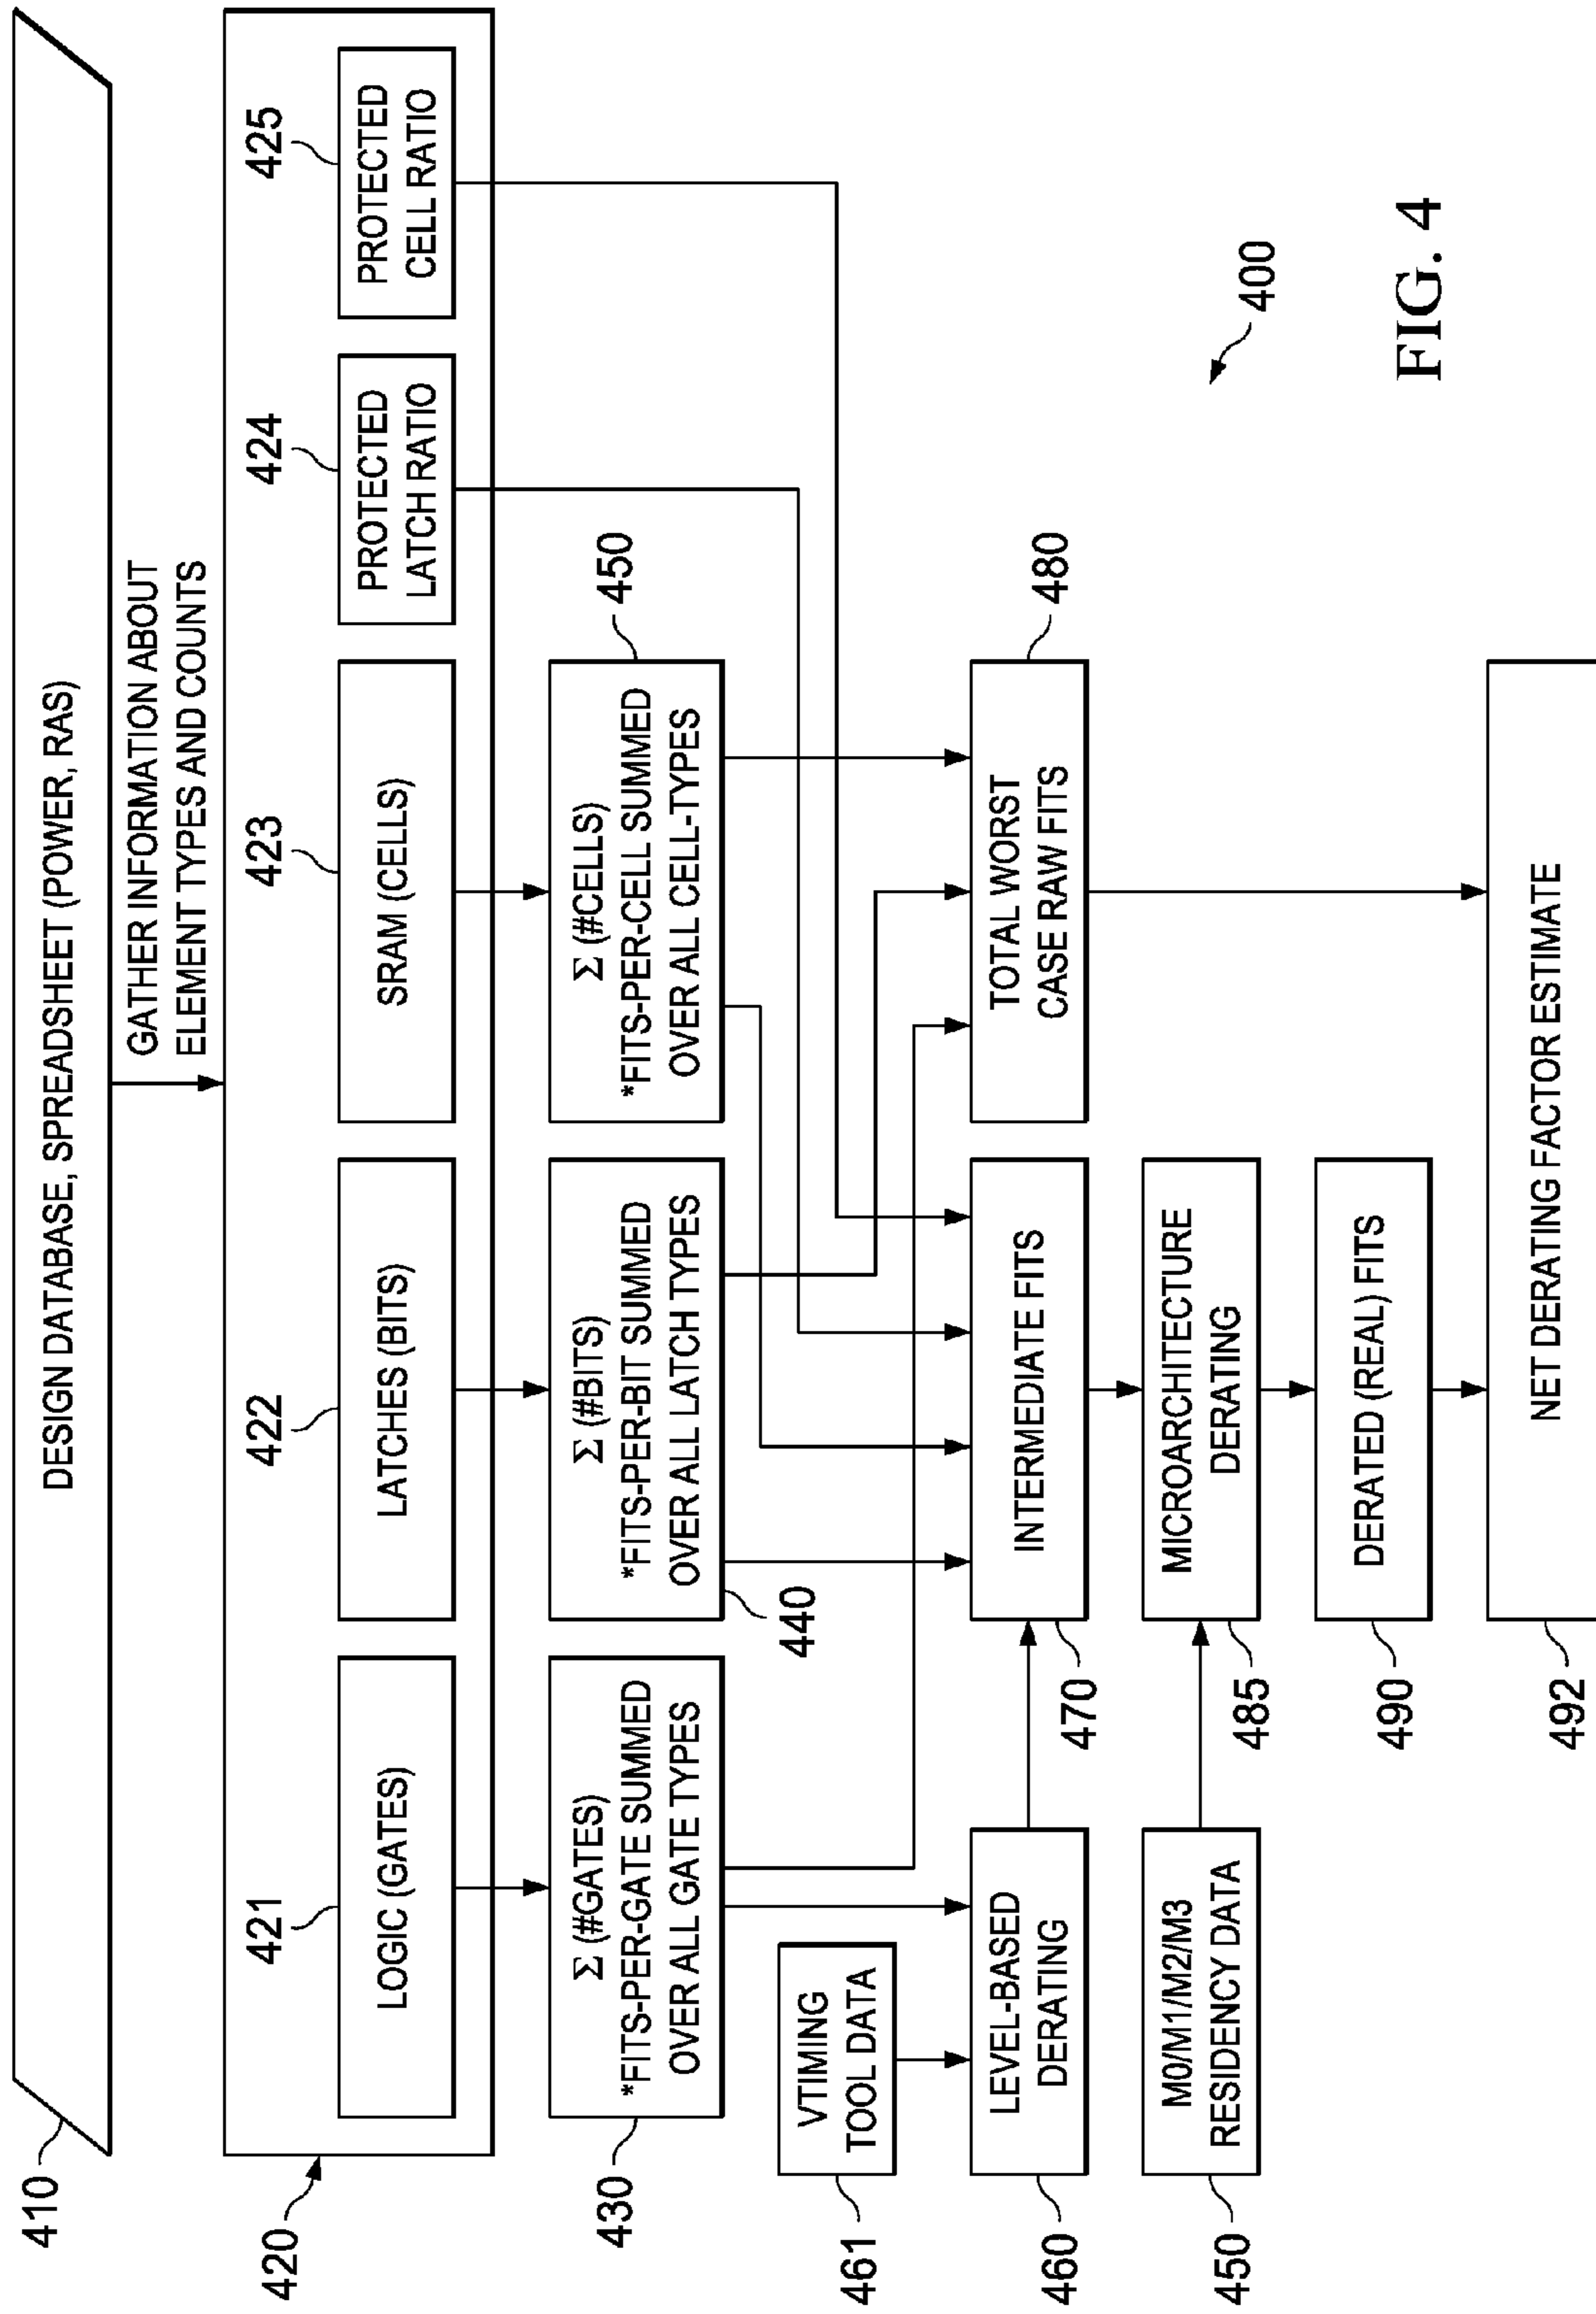 410
DESIGN DATABASE, SPREADSHEET (POWER, RAS)
GATHER INFORMATION ABOUT
ELEMENT TYPES AND COUNTS
420
421
LOGIC (GATES)
422
LATCHES (BITS)
423
SRAM (CELLS)
424
PROTECTED
LATCH RATIO
425
PROTECTED
CELL RATIO
430
Σ (#GATES)
*FITS-PER-GATE SUMMED
OVER ALL GATE TYPES
Σ (#BITS)
*FITS-PER-BIT SUMMED
OVER ALL LATCH TYPES
440
450
Σ (#CELLS)
*FITS-PER-CELL SUMMED
OVER ALL CELL-TYPES
461
VTIMING
TOOL DATA
460
LEVEL-BASED
DERATING
INTERMEDIATE FITS
470
480
TOTAL WORST
CASE RAW FITS
450
M0/M1/M2/M3
RESIDENCY DATA
485
MICROARCHITECTURE
DERATING
490
DERATED (REAL) FITS
492
NET DERATING FACTOR ESTIMATE
400
FIG. 4